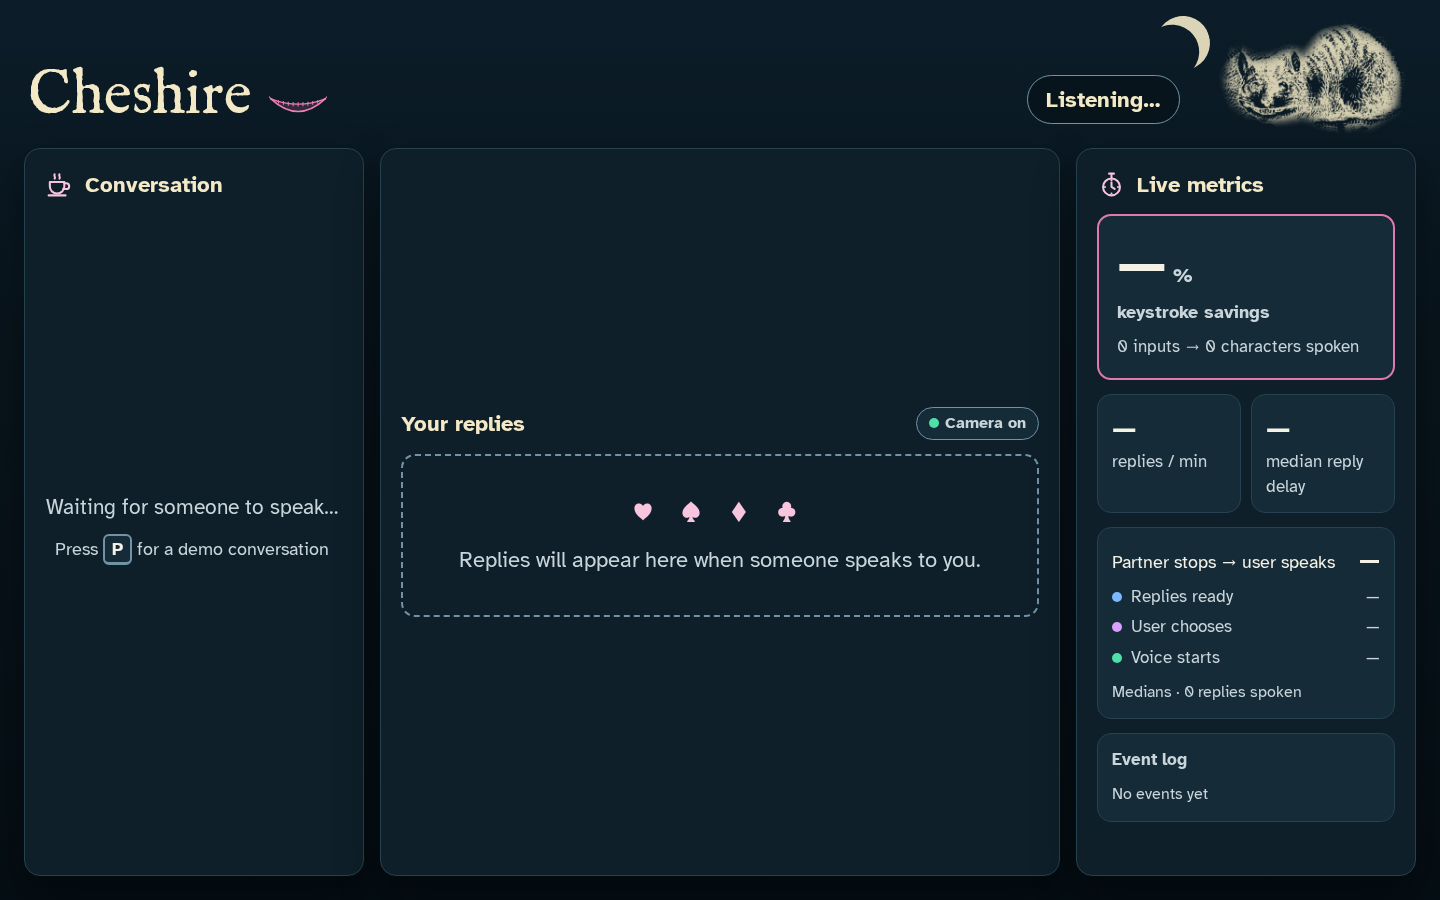 Cheshire
Listening...
Conversation
Waiting for someone to speak...
Press P for a demo conversation
Your replies
Camera on
Replies will appear here when someone speaks to you.
Live metrics
— %
keystroke savings
0 inputs → 0 characters spoken
—
replies / min
—
median reply
delay
Partner stops → user speaks —
Replies ready —
User chooses —
Voice starts —
Medians · 0 replies spoken
Event log
No events yet